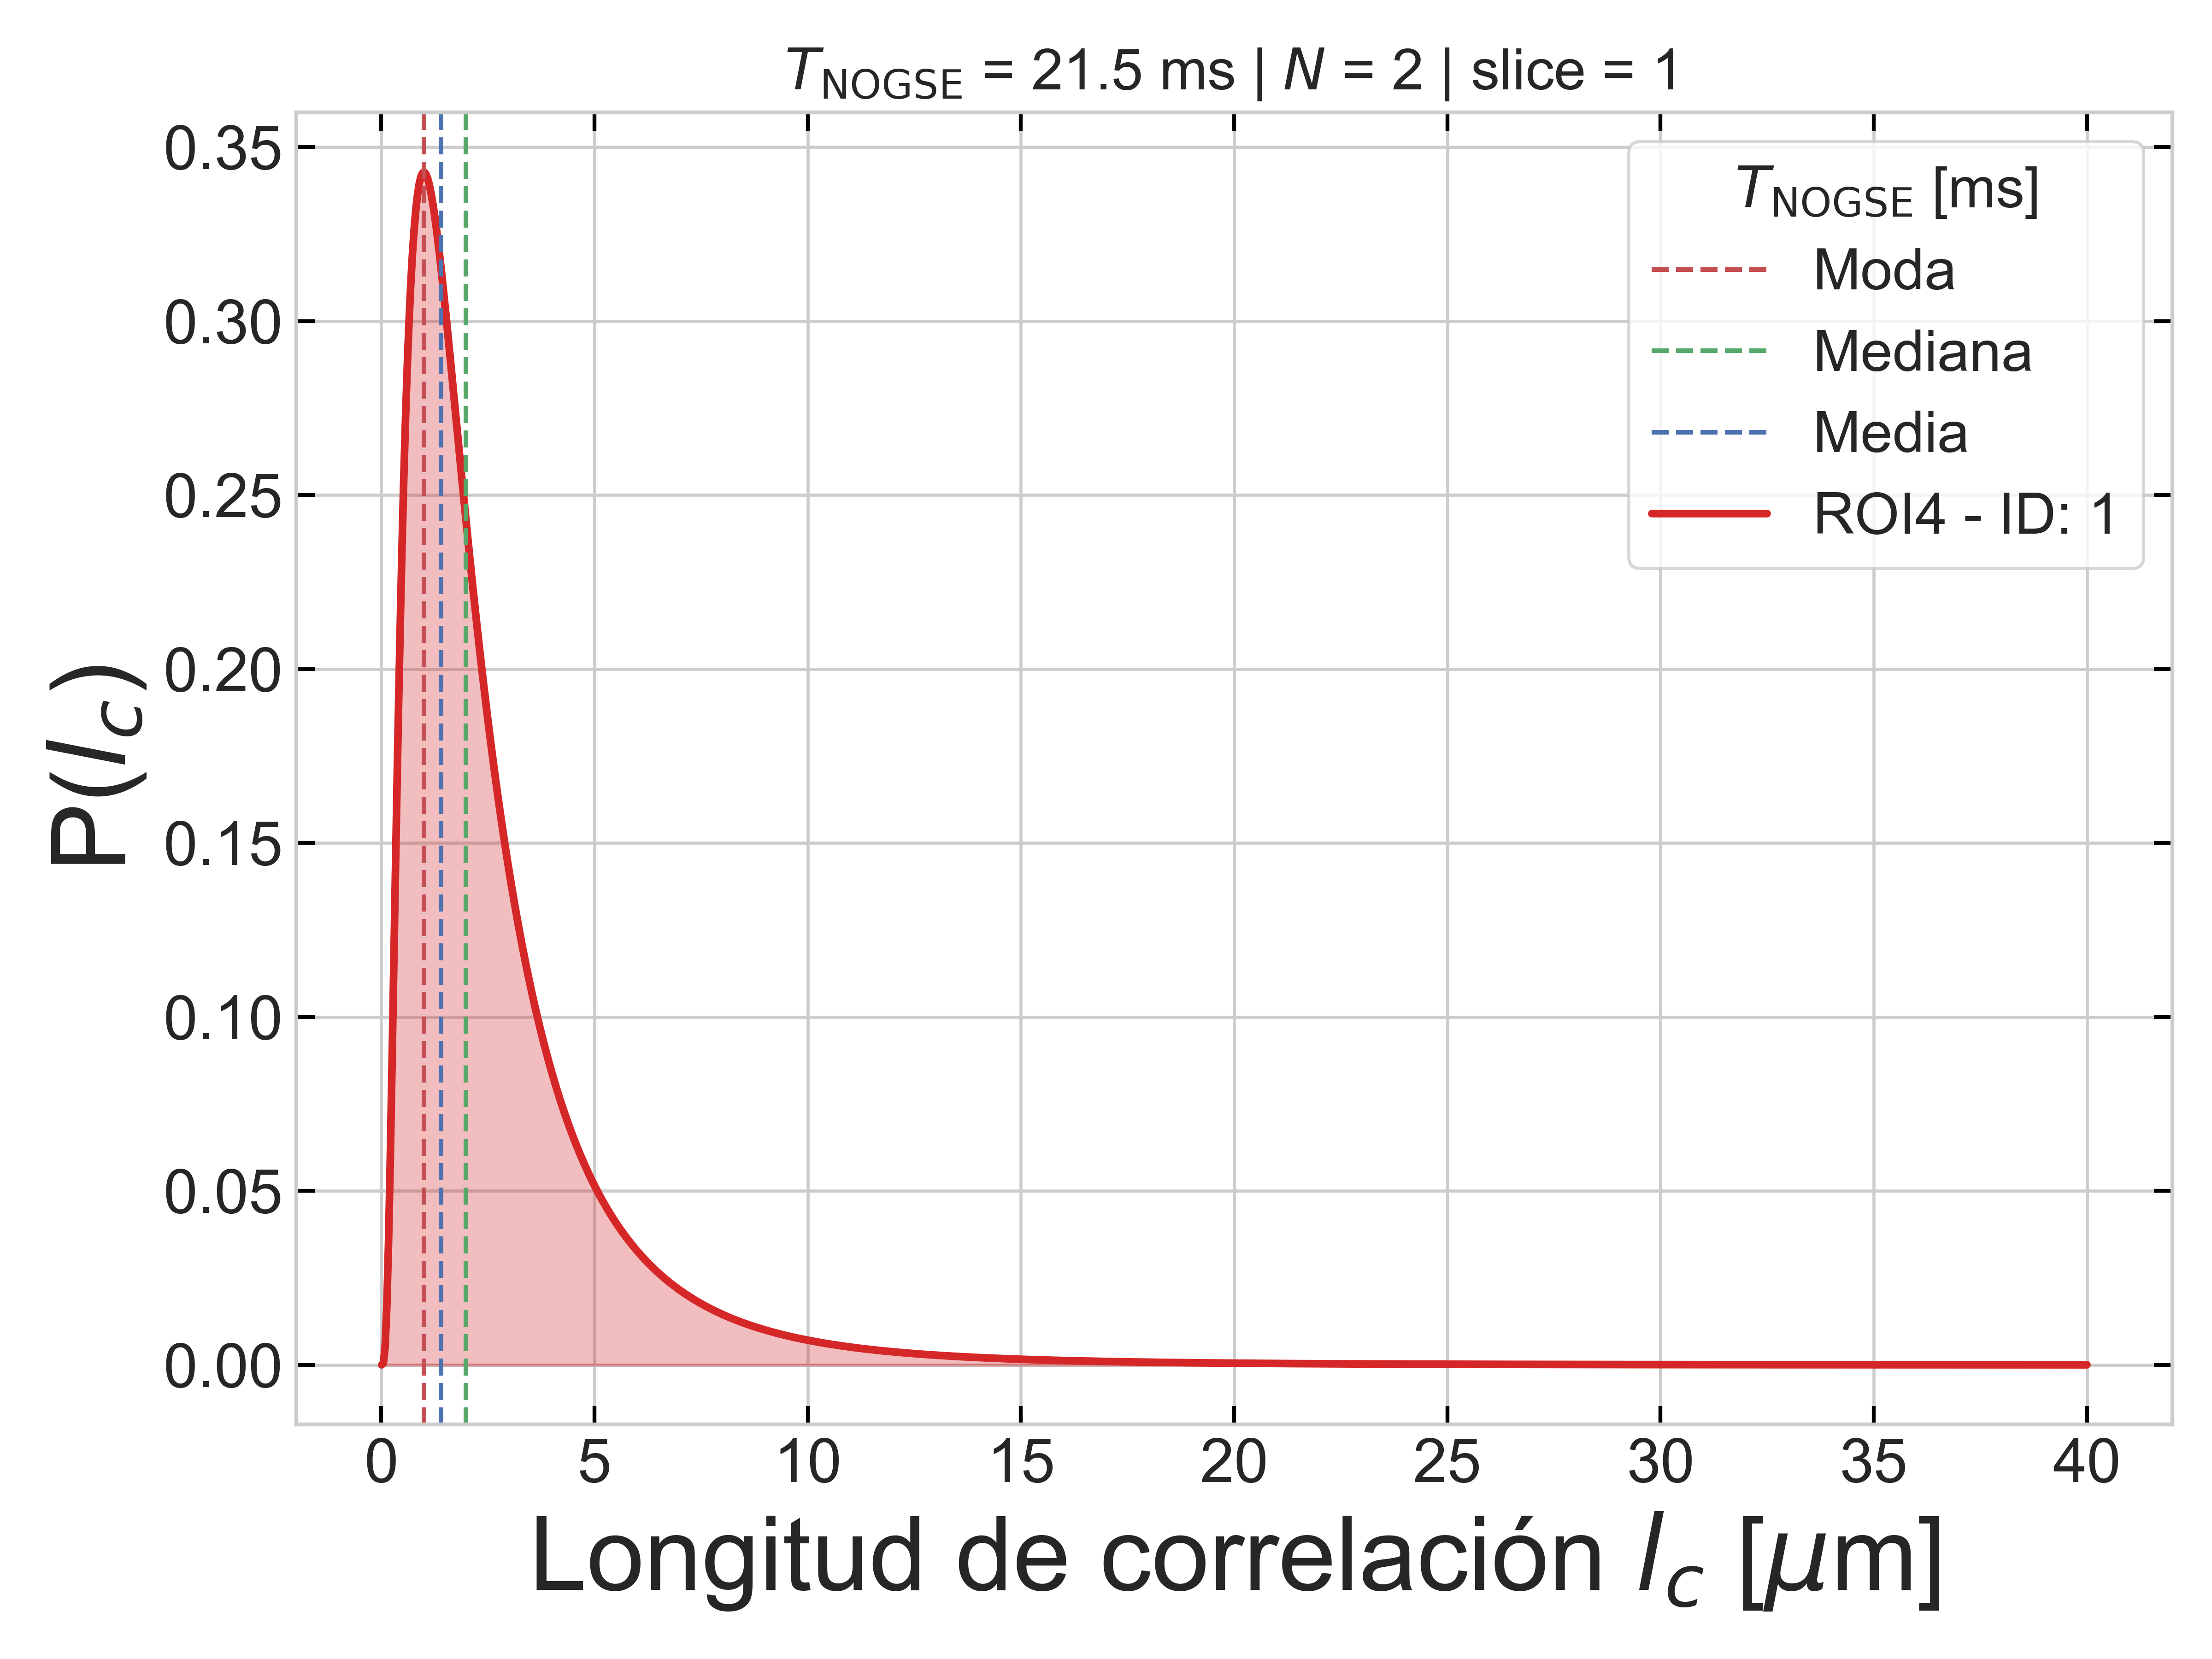 T_NOGSE = 21.5 ms | N = 2 | slice = 1
T_NOGSE [ms]
Moda
Mediana
Media
ROI4 - ID: 1
P(l_c)
0.35
0.30
0.25
0.20
0.15
0.10
0.05
0.00
0 5 10 15 20 25 30 35 40
Longitud de correlación l_c [μm]